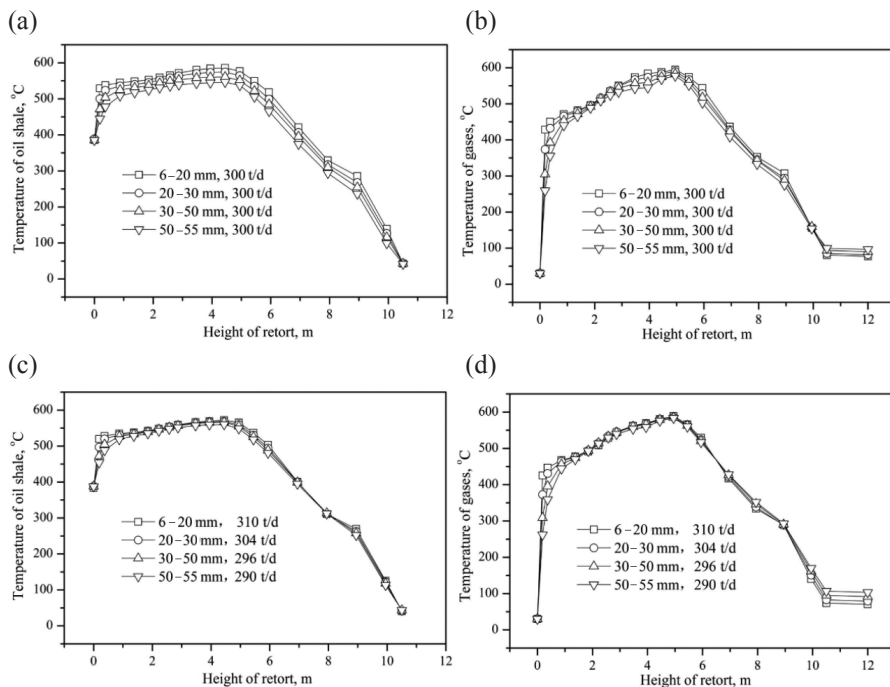 (a)
Temperature of oil shale, °C
600
500
400
300
200
100
0
6–20 mm, 300 t/d
20–30 mm, 300 t/d
30–50 mm, 300 t/d
50–55 mm, 300 t/d
0 2 4 6 8 10 12
Height of retort, m
(b)
Temperature of gases, °C
600
500
400
300
200
100
0
6–20 mm, 300 t/d
20–30 mm, 300 t/d
30–50 mm, 300 t/d
50–55 mm, 300 t/d
0 2 4 6 8 10 12
Height of retort, m
(c)
Temperature of oil shale, °C
600
500
400
300
200
100
0
6–20 mm, 310 t/d
20–30 mm, 304 t/d
30–50 mm, 296 t/d
50–55 mm, 290 t/d
0 2 4 6 8 10 12
Height of retort, m
(d)
Temperature of gases, °C
600
500
400
300
200
100
0
6–20 mm, 310 t/d
20–30 mm, 304 t/d
30–50 mm, 296 t/d
50–55 mm, 290 t/d
0 2 4 6 8 10 12
Height of retort, m